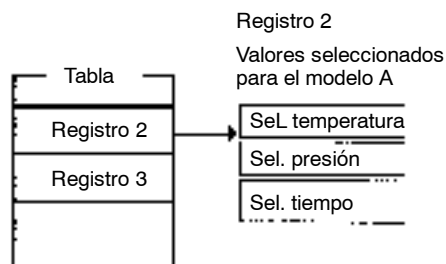 Registro 2
Valores seleccionados
para el modelo A
Tabla
Registro 2
Registro 3
SeL temperatura
Sel. presión
Sel. tiempo